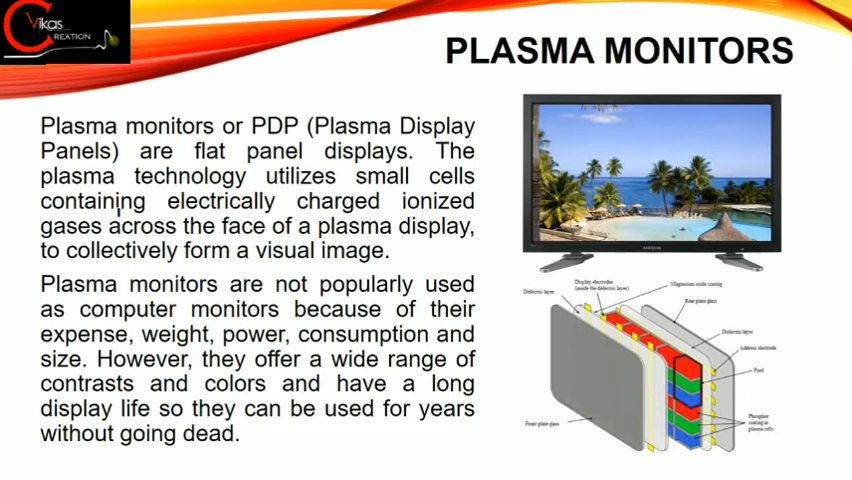 Vikas
CREATION
PLASMA MONITORS
Plasma monitors or PDP (Plasma Display
Panels) are flat panel displays. The
plasma technology utilizes small cells
containing electrically charged ionized
gases across the face of a plasma display,
to collectively form a visual image.
Plasma monitors are not popularly used
as computer monitors because of their
expense, weight, power, consumption and
size. However, they offer a wide range of
contrasts and colors and have a long
display life so they can be used for years
without going dead.
SAMSUNG
Display electrodes
(inside the dielectric layer)
Magnesium oxide coating
Dielectric layer
Rear plate glass
Dielectric layer
Address electrode
Pixel
Phosphor
coating in
plasma cells
Front plate glass